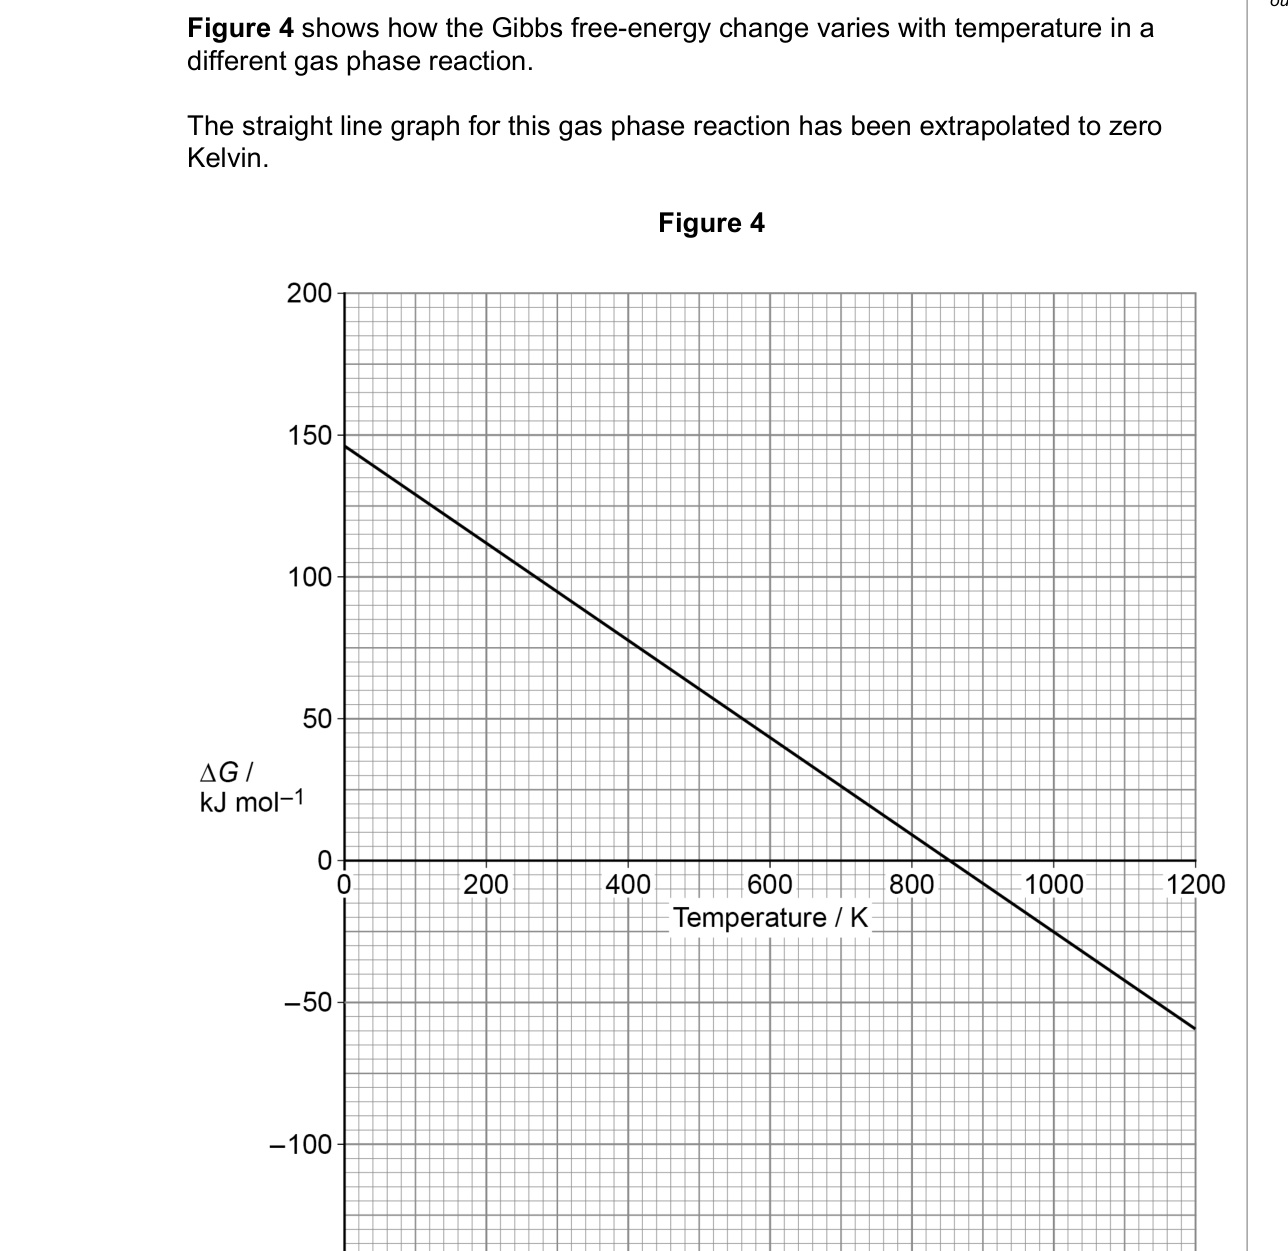 Figure 4 shows how the Gibbs free-energy change varies with temperature in a
different gas phase reaction.
The straight line graph for this gas phase reaction has been extrapolated to zero
Kelvin.
Figure 4
200
150
100
50
ΔG /
kJ mol⁻¹
0
0 200 400 600 800 1000 1200
Temperature / K
–50
–100